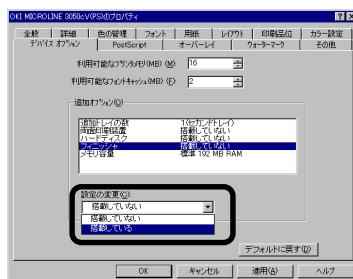 OKI MICROLINE 3050cV(PS)のプロパティ
全般 詳細 色の管理 フォント 用紙 レイアウト 印刷品位 カラー設定
デバイス オプション PostScript オーバーレイ ウォーターマーク その他
利用可能なプリンタメモリ(MB) (M): 16
利用可能なフォントキャッシュ(MB) (F): 2
追加オプション(O)
追加トレイの数 1(セカンドトレイ)
両面印刷装置 搭載していない
ハードディスク 搭載していない
フィニッシャ 搭載していない
メモリ容量 標準 192 MB RAM
設定の変更(C):
搭載していない
搭載していない
搭載している
デフォルトに戻す(D)
OK キャンセル 適用(A) ヘルプ